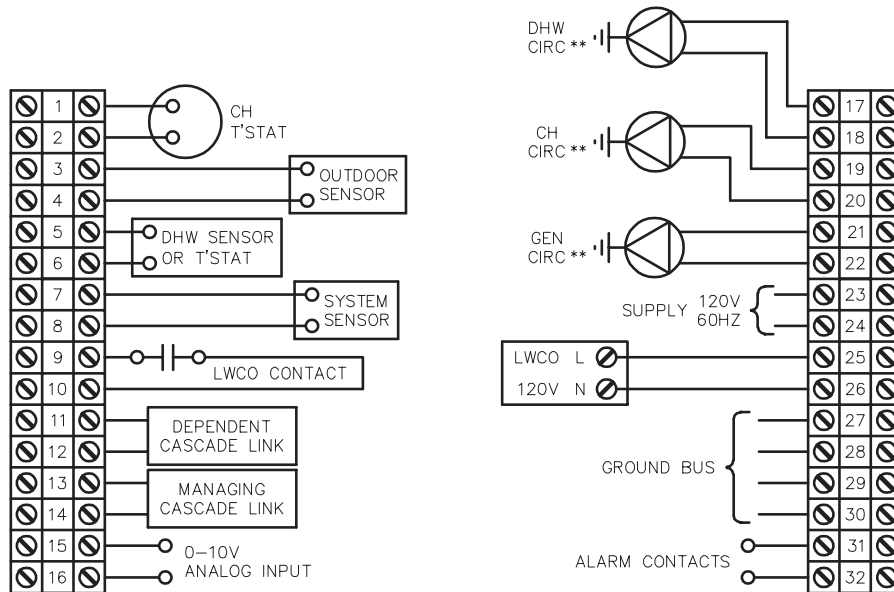 1
CH
T'STAT
2
3
OUTDOOR
SENSOR
4
5
DHW SENSOR
OR T'STAT
6
7
SYSTEM
SENSOR
8
9
LWCO CONTACT
10
11
DEPENDENT
CASCADE LINK
12
13
MANAGING
CASCADE LINK
14
15
0-10V
ANALOG INPUT
16
DHW
CIRC **
17
18
CH
CIRC **
19
20
GEN
CIRC **
21
22
SUPPLY 120V
60HZ
23
24
LWCO L
120V N
25
26
GROUND BUS
27
28
29
30
ALARM CONTACTS
31
32